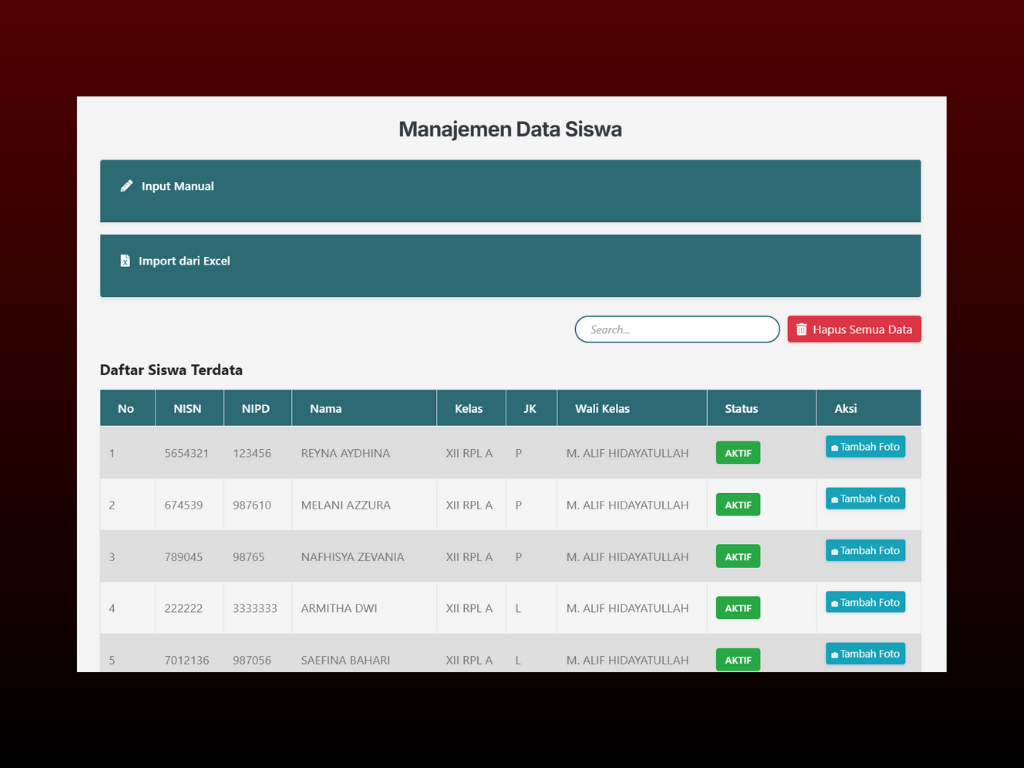 Manajemen Data Siswa
Input Manual
Import dari Excel
Search...
Hapus Semua Data
Daftar Siswa Terdata
No NISN NIPD Nama Kelas JK Wali Kelas Status Aksi
1 5654321 123456 REYNA AYDHINA XII RPL A P M. ALIF HIDAYATULLAH AKTIF Tambah Foto
2 674539 987610 MELANI AZZURA XII RPL A P M. ALIF HIDAYATULLAH AKTIF Tambah Foto
3 789045 98765 NAFHISYA ZEVANIA XII RPL A P M. ALIF HIDAYATULLAH AKTIF Tambah Foto
4 222222 3333333 ARMITHA DWI XII RPL A L M. ALIF HIDAYATULLAH AKTIF Tambah Foto
5 7012136 987056 SAEFINA BAHARI XII RPL A L M. ALIF HIDAYATULLAH AKTIF Tambah Foto